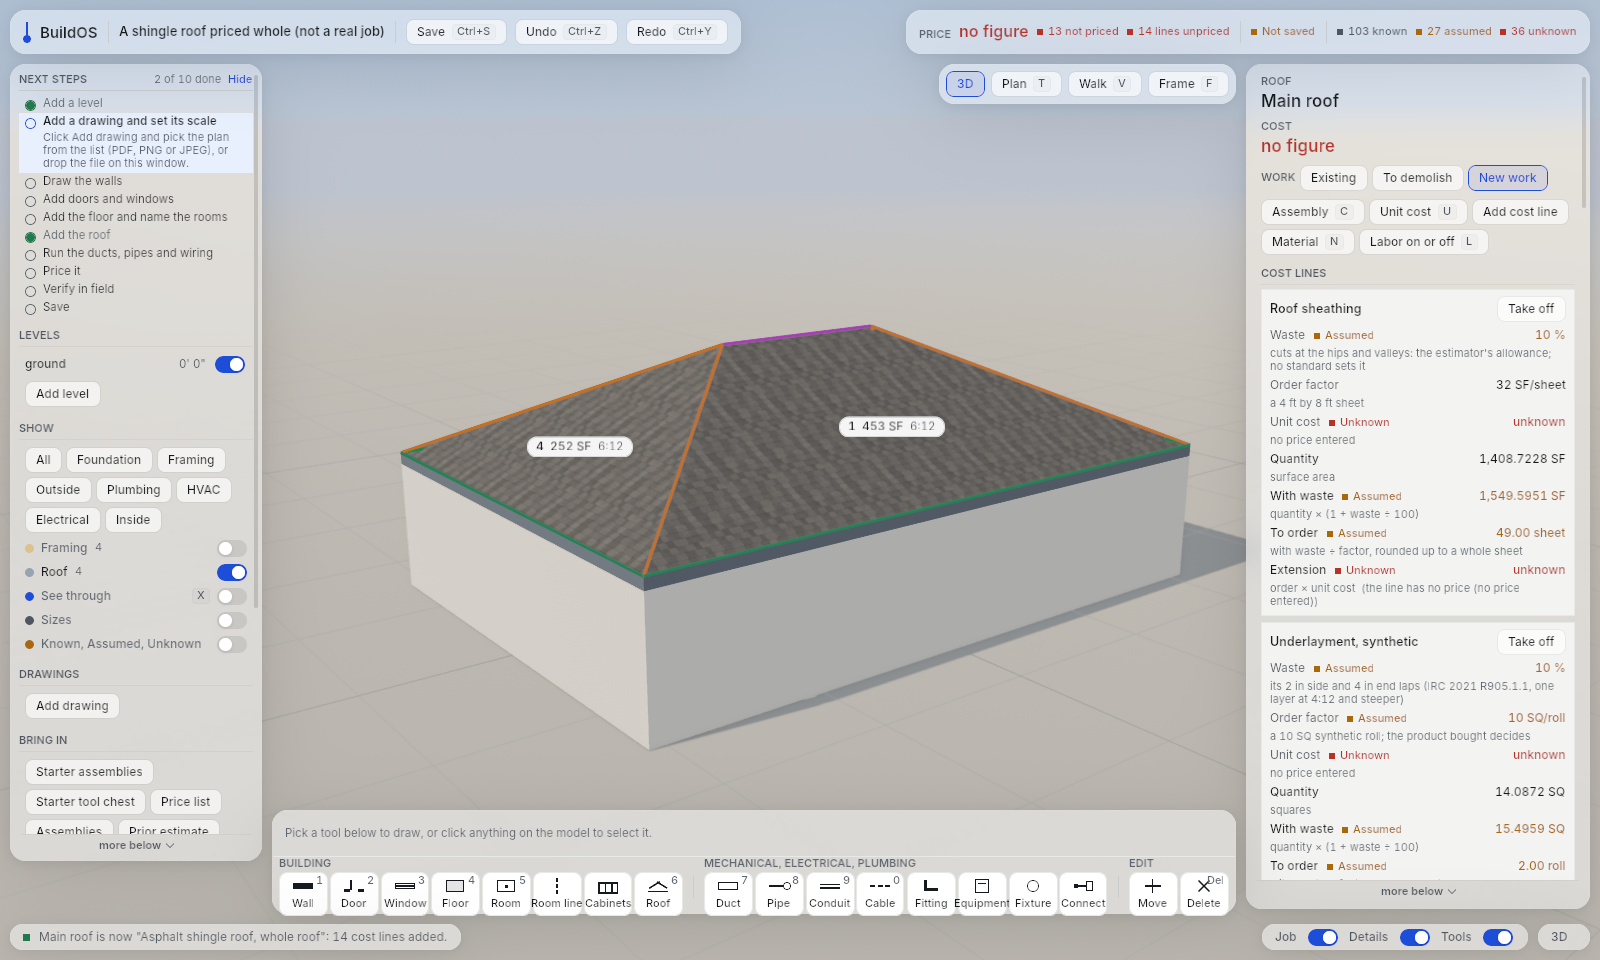 BuildOS
A shingle roof priced whole (not a real job)
Save Ctrl+S
Undo Ctrl+Z
Redo Ctrl+Y
PRICE no figure 13 not priced 14 lines unpriced Not saved 103 known 27 assumed 36 unknown
NEXT STEPS 2 of 10 done Hide
Add a level
Add a drawing and set its scale
Click Add drawing and pick the plan
from the list (PDF, PNG or JPEG), or
drop the file on this window.
Draw the walls
Add doors and windows
Add the floor and name the rooms
Add the roof
Run the ducts, pipes and wiring
Price it
Verify in field
Save
LEVELS
ground 0' 0"
Add level
SHOW
All Foundation Framing
Outside Plumbing HVAC
Electrical Inside
Framing 4
Roof 4
See through X
Sizes
Known, Assumed, Unknown
DRAWINGS
Add drawing
BRING IN
Starter assemblies
Starter tool chest Price list
Assemblies Prior estimate
more below
3D Plan T Walk V Frame F
4 252 SF 6:12
1 453 SF 6:12
ROOF
Main roof
COST
no figure
WORK Existing To demolish New work
Assembly C Unit cost U Add cost line
Material N Labor on or off L
COST LINES
Roof sheathing Take off
Waste Assumed 10 %
cuts at the hips and valleys: the estimator's allowance;
no standard sets it
Order factor 32 SF/sheet
a 4 ft by 8 ft sheet
Unit cost Unknown unknown
no price entered
Quantity 1,408.7228 SF
surface area
With waste Assumed 1,549.5951 SF
quantity × (1 + waste ÷ 100)
To order Assumed 49.00 sheet
with waste ÷ factor, rounded up to a whole sheet
Extension Unknown unknown
order × unit cost (the line has no price (no price
entered))
Underlayment, synthetic Take off
Waste Assumed 10 %
its 2 in side and 4 in end laps (IRC 2021 R905.1.1, one
layer at 4:12 and steeper)
Order factor Assumed 10 SQ/roll
a 10 SQ synthetic roll; the product bought decides
Unit cost Unknown unknown
no price entered
Quantity 14.0872 SQ
squares
With waste Assumed 15.4959 SQ
quantity × (1 + waste ÷ 100)
To order Assumed 2.00 roll
more below
Pick a tool below to draw, or click anything on the model to select it.
BUILDING MECHANICAL, ELECTRICAL, PLUMBING EDIT
1 2 3 4 5 6 7 8 9 0 Del
Wall Door Window Floor Room Room line Cabinets Roof Duct Pipe Conduit Cable Fitting Equipment Fixture Connect Move Delete
Main roof is now "Asphalt shingle roof, whole roof": 14 cost lines added.
Job Details Tools 3D